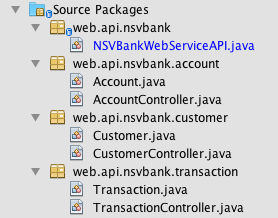 Source Packages
web.api.nsvbank
NSVBankWebServiceAPI.java
web.api.nsvbank.account
Account.java
AccountController.java
web.api.nsvbank.customer
Customer.java
CustomerController.java
web.api.nsvbank.transaction
Transaction.java
TransactionController.java